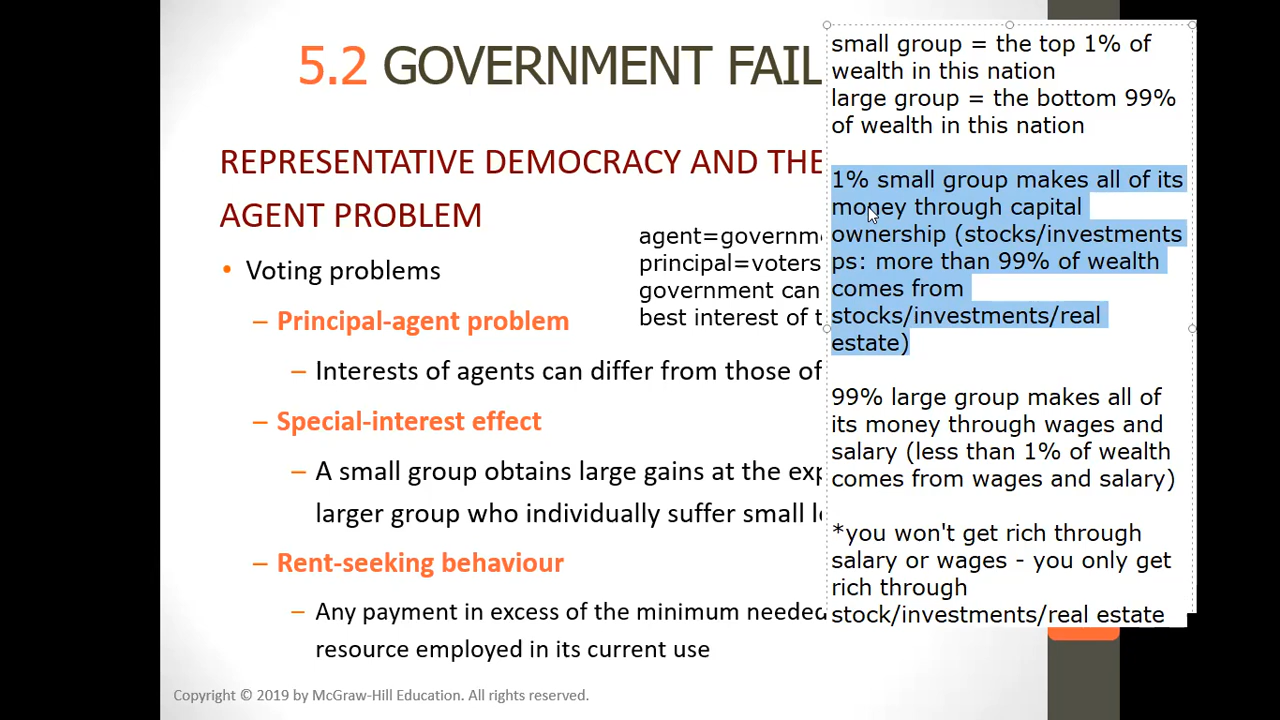 5.2 GOVERNMENT FAIL
REPRESENTATIVE DEMOCRACY AND THE
AGENT PROBLEM
• Voting problems
– Principal-agent problem
– Interests of agents can differ from those of
– Special-interest effect
– A small group obtains large gains at the exp
larger group who individually suffer small l
– Rent-seeking behaviour
– Any payment in excess of the minimum needed
resource employed in its current use
Copyright © 2019 by McGraw-Hill Education. All rights reserved.
agent=governm
principal=voters
government can
best interest of t
small group = the top 1% of
wealth in this nation
large group = the bottom 99%
of wealth in this nation
1% small group makes all of its
money through capital
ownership (stocks/investments
ps: more than 99% of wealth
comes from
stocks/investments/real
estate)
99% large group makes all of
its money through wages and
salary (less than 1% of wealth
comes from wages and salary)
*you won't get rich through
salary or wages - you only get
rich through
stock/investments/real estate